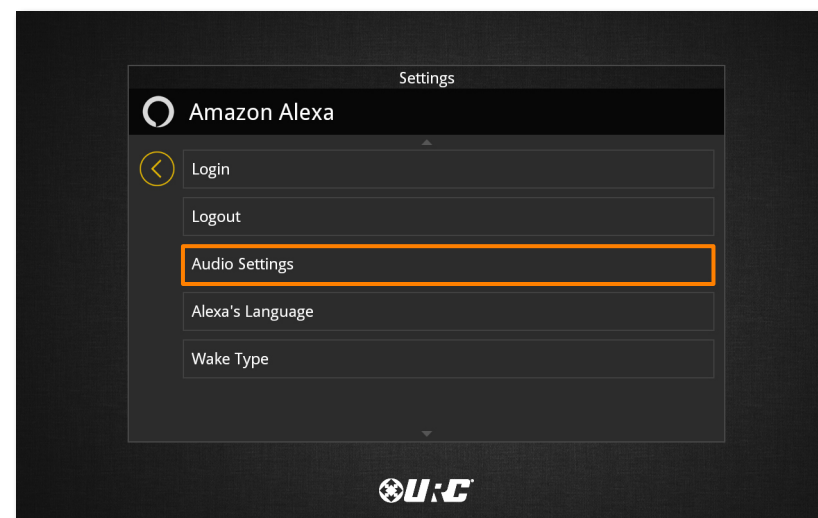 Settings
Amazon Alexa
Login
Logout
Audio Settings
Alexa's Language
Wake Type
URC